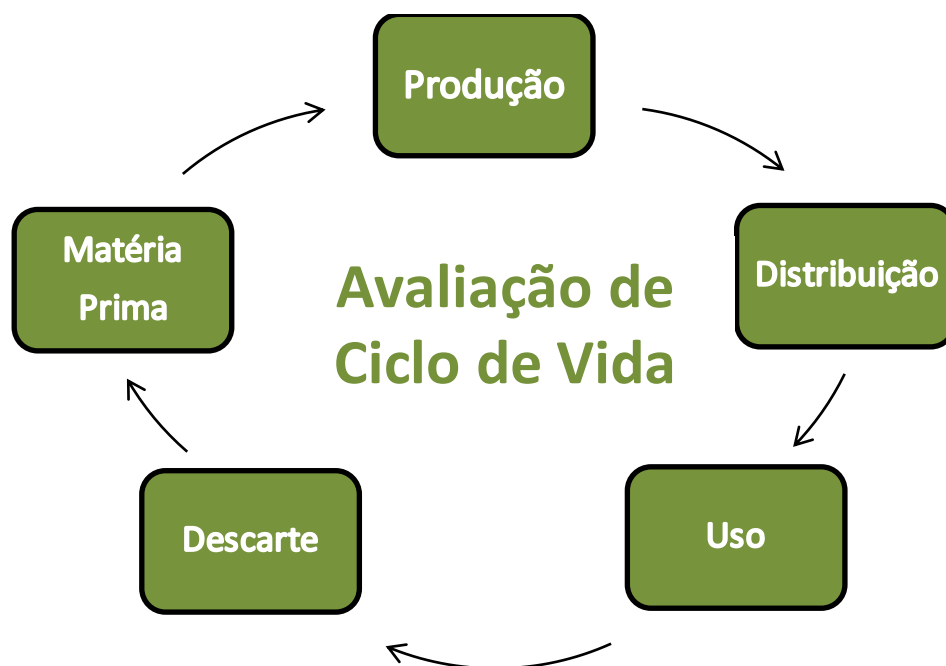 Produção
Matéria
Prima
Distribuição
Avaliação de
Ciclo de Vida
Descarte
Uso